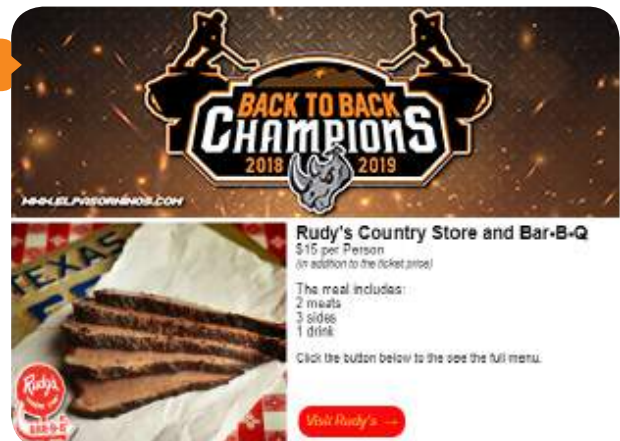 BACK TO BACK
CHAMPIONS
2018 2019
WWW.ELPASORHINOS.COM
TEXAS
Rudy's Country Store and Bar-B-Q
$15 per Person
(in addition to the ticket price)
The meal includes:
2 meats
3 sides
1 drink
Click the button below to the see the full menu.
Rudy's
BAR-B-Q
Visit Rudy's →